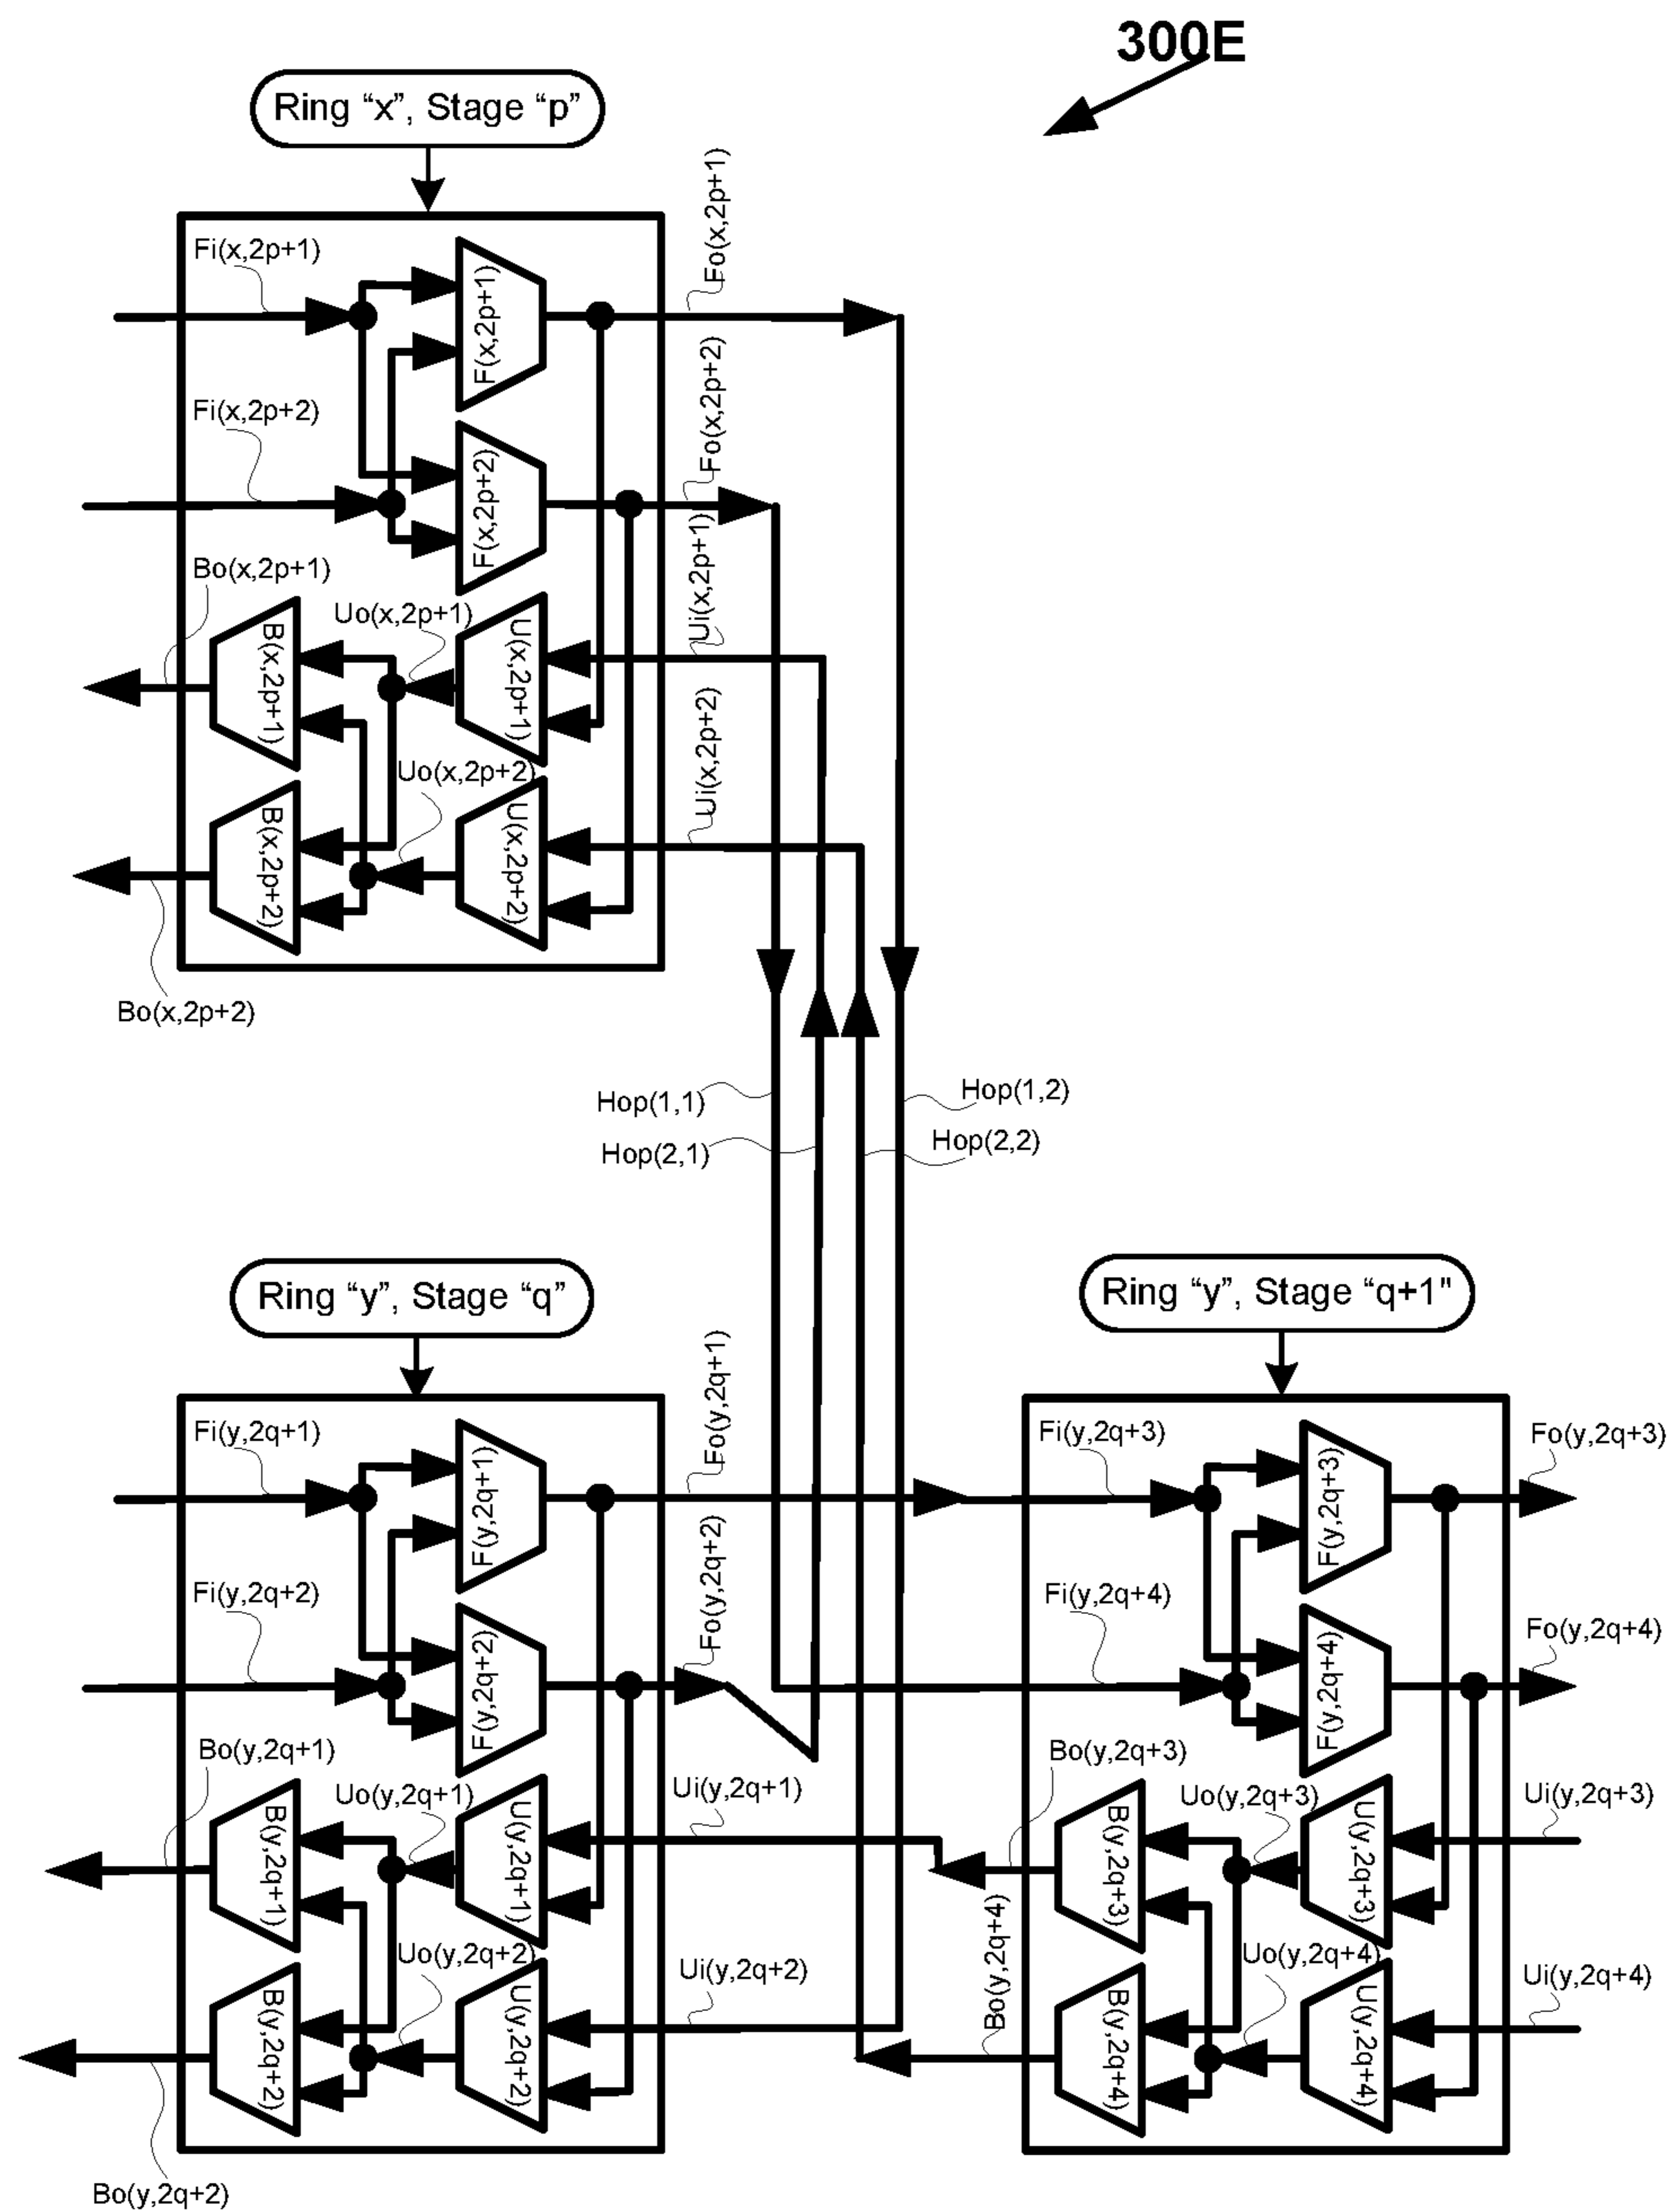 300E
Ring “x”, Stage “p”
Fi(x,2p+1)
F(x,2p+1)
Fo(x,2p+1)
Fi(x,2p+2)
F(x,2p+2)
Fo(x,2p+2)
Bo(x,2p+1)
B(x,2p+1)
Uo(x,2p+1)
U(x,2p+1)
Ui(x,2p+1)
B(x,2p+2)
Uo(x,2p+2)
U(x,2p+2)
Ui(x,2p+2)
Bo(x,2p+2)
Hop(1,1)
Hop(1,2)
Hop(2,1)
Hop(2,2)
Ring “y”, Stage “q”
Ring “y”, Stage “q+1"
Fi(y,2q+1)
F(y,2q+1)
Fo(y,2q+1)
Fi(y,2q+3)
F(y,2q+3)
Fo(y,2q+3)
Fi(y,2q+2)
F(y,2q+2)
Fo(y,2q+2)
Fi(y,2q+4)
F(y,2q+4)
Fo(y,2q+4)
Bo(y,2q+1)
B(y,2q+1)
Uo(y,2q+1)
U(y,2q+1)
Ui(y,2q+1)
Bo(y,2q+3)
B(y,2q+3)
Uo(y,2q+3)
U(y,2q+3)
Ui(y,2q+3)
B(y,2q+2)
Uo(y,2q+2)
U(y,2q+2)
Ui(y,2q+2)
Bo(y,2q+4)
B(y,2q+4)
Uo(y,2q+4)
U(y,2q+4)
Ui(y,2q+4)
Bo(y,2q+2)